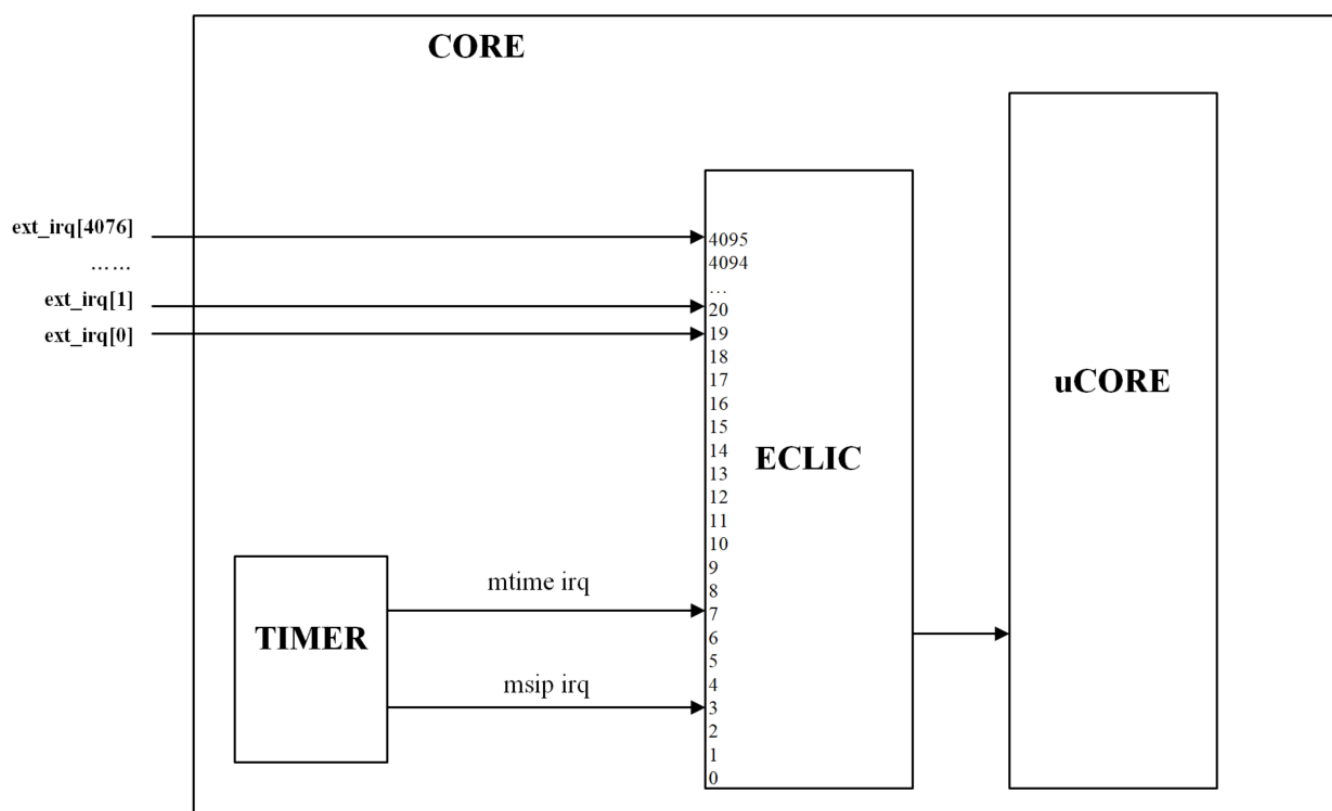 CORE
ext_irq[4076]
……
ext_irq[1]
ext_irq[0]
4095
4094
...
20
19
18
17
16
15
14
13
12
11
10
9
8
7
6
5
4
3
2
1
0
ECLIC
uCORE
TIMER
mtime irq
msip irq